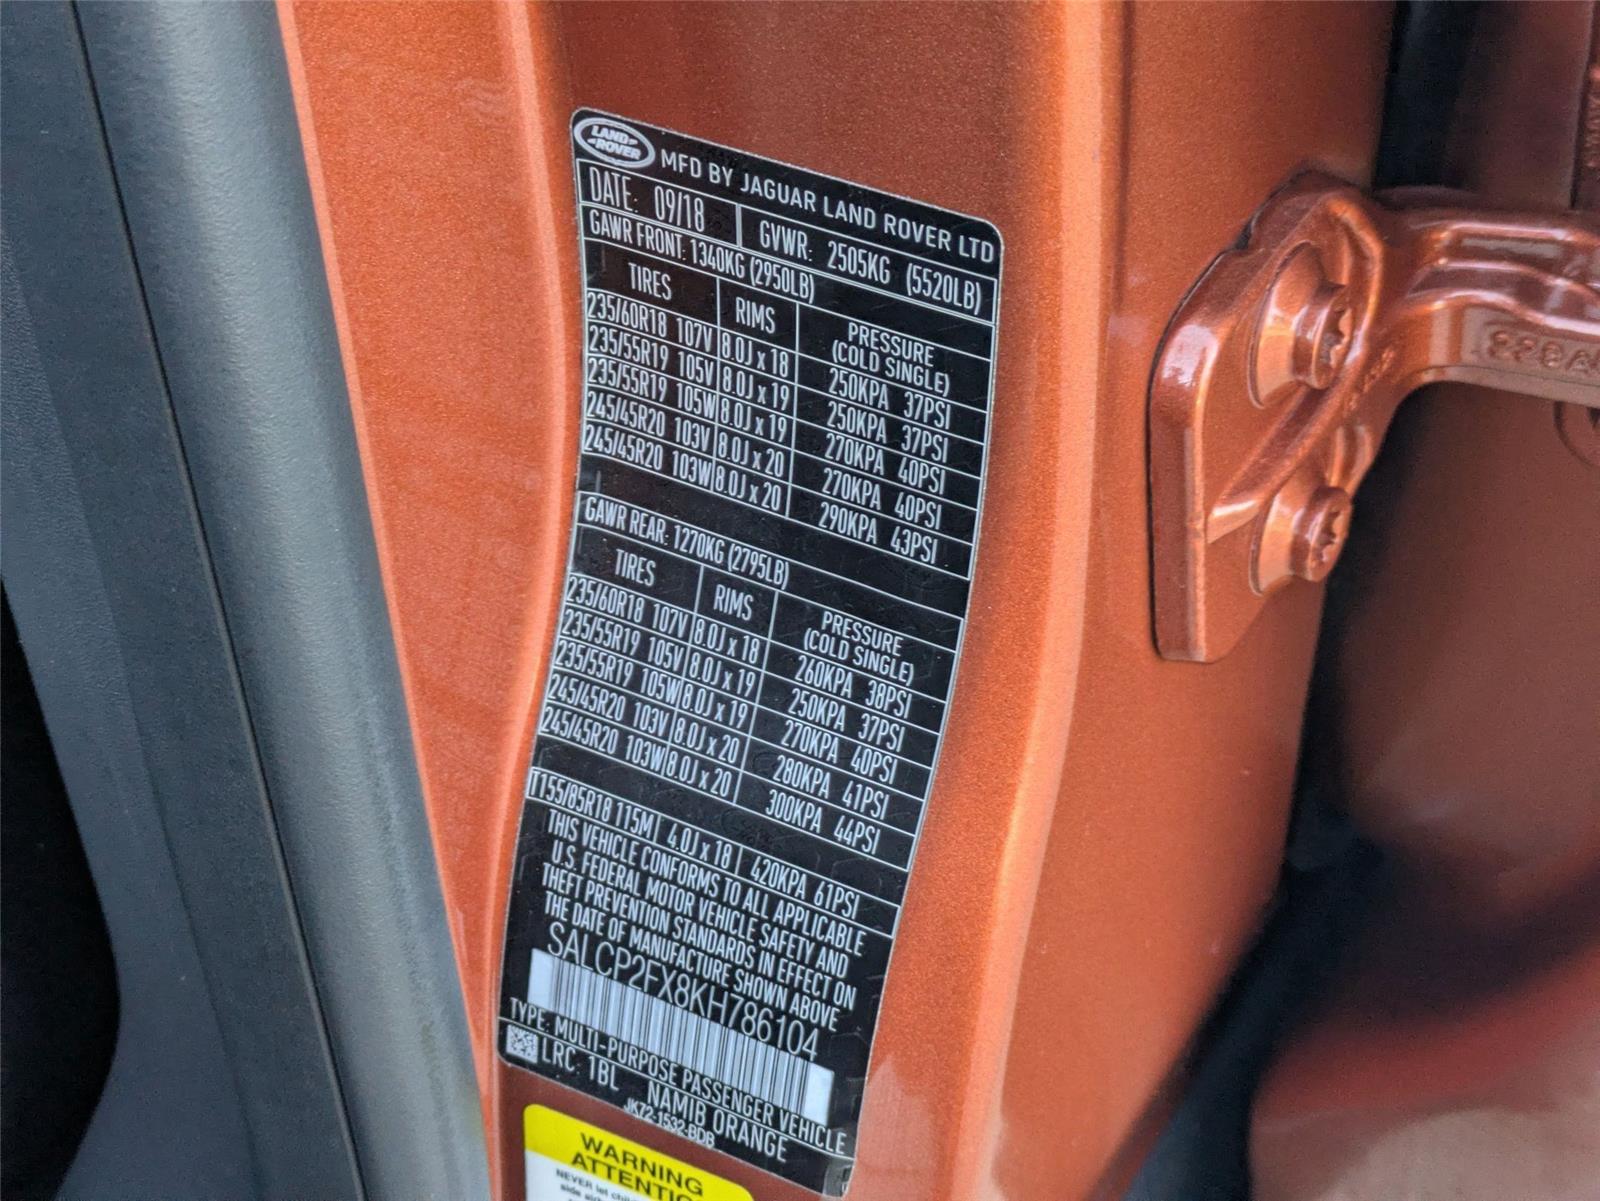 LAND ROVER MFD BY JAGUAR LAND ROVER LTD
DATE: 09/18 GVWR: 2505KG (5520LB)
GAWR FRONT: 1340KG (2950LB)
TIRES RIMS PRESSURE (COLD SINGLE)
235/60R18 107V 8.0J x 18 250KPA 37PSI
235/55R19 105V 8.0J x 19 250KPA 37PSI
235/55R19 105W 8.0J x 19 270KPA 40PSI
245/45R20 103V 8.0J x 20 270KPA 40PSI
245/45R20 103W 8.0J x 20 290KPA 43PSI
GAWR REAR: 1270KG (2795LB)
TIRES RIMS PRESSURE (COLD SINGLE)
235/60R18 107V 8.0J x 18 260KPA 38PSI
235/55R19 105V 8.0J x 19 250KPA 37PSI
235/55R19 105W 8.0J x 19 270KPA 40PSI
245/45R20 103V 8.0J x 20 280KPA 41PSI
245/45R20 103W 8.0J x 20 300KPA 44PSI
T155/85R18 115M 4.0J x 18 420KPA 61PSI
THIS VEHICLE CONFORMS TO ALL APPLICABLE
U.S. FEDERAL MOTOR VEHICLE SAFETY AND
THEFT PREVENTION STANDARDS IN EFFECT ON
THE DATE OF MANUFACTURE SHOWN ABOVE
SALCP2FX8KH786104
TYPE: MULTI-PURPOSE PASSENGER VEHICLE
LRC: 1BL NAMIB ORANGE
JK72-1532-BDB
WARNING
ATTENTION
NEVER let
side